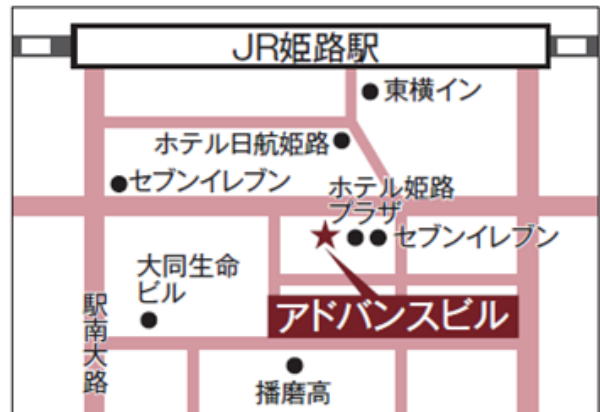 JR姫路駅
東横イン
ホテル日航姫路
セブンイレブン
ホテル姫路
プラザ
セブンイレブン
大同生命
ビル
アドバンスビル
駅南大路
播磨高